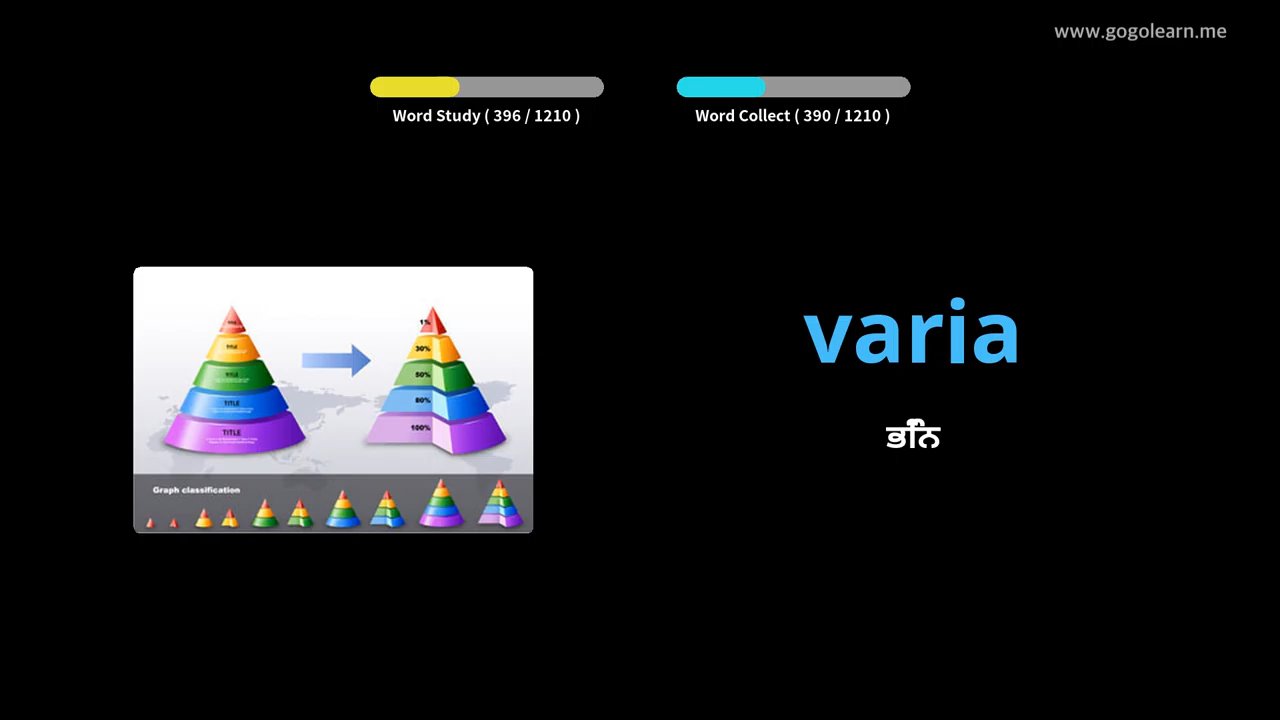 www.gogolearn.me
Word Study ( 396 / 1210 )
Word Collect ( 390 / 1210 )
varia
ਭਿੰਨ
TITLE
TITLE
TITLE
TITLE
1%
30%
50%
80%
100%
Graph classification